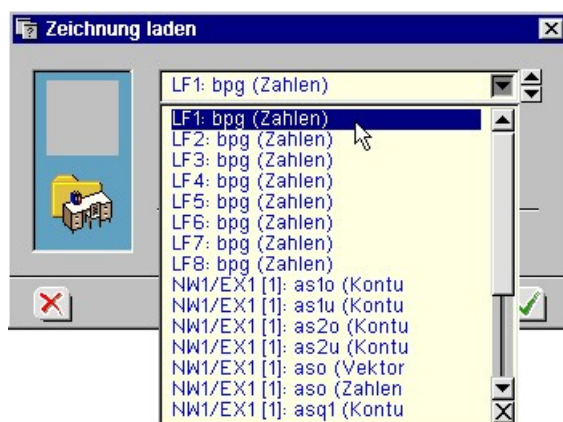 Zeichnung laden
LF1: bpg (Zahlen)
LF1: bpg (Zahlen)
LF2: bpg (Zahlen)
LF3: bpg (Zahlen)
LF4: bpg (Zahlen)
LF5: bpg (Zahlen)
LF6: bpg (Zahlen)
LF7: bpg (Zahlen)
LF8: bpg (Zahlen)
NW1/EX1 [1]: as1o (Kontu
NW1/EX1 [1]: as1u (Kontu
NW1/EX1 [1]: as2o (Kontu
NW1/EX1 [1]: as2u (Kontu
NW1/EX1 [1]: aso (Vektor
NW1/EX1 [1]: aso (Zahlen
NW1/EX1 [1]: asq1 (Kontu